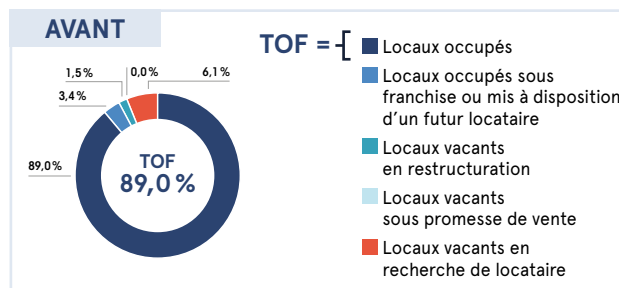 AVANT
1,5 %
0,0 %
6,1 %
3,4 %
89,0 %
TOF
89,0 %
TOF =
Locaux occupés
Locaux occupés sous
franchise ou mis à disposition
d’un futur locataire
Locaux vacants
en restructuration
Locaux vacants
sous promesse de vente
Locaux vacants en
recherche de locataire